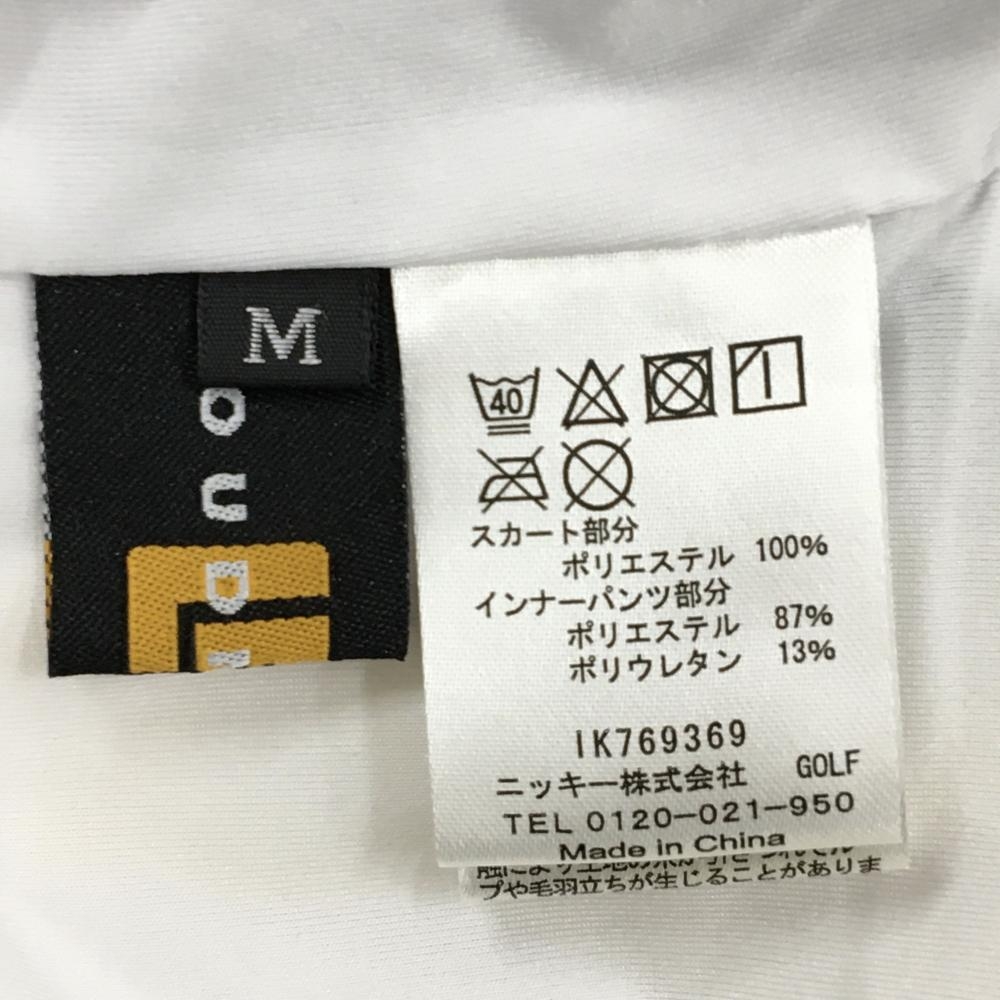 M
40
スカート部分
ポリエステル 100%
インナーパンツ部分
ポリエステル 87%
ポリウレタン 13%
IK769369
ニッキー株式会社 GOLF
TEL 0120-021-950
Made in China
プや毛羽立ちが生じることがありま